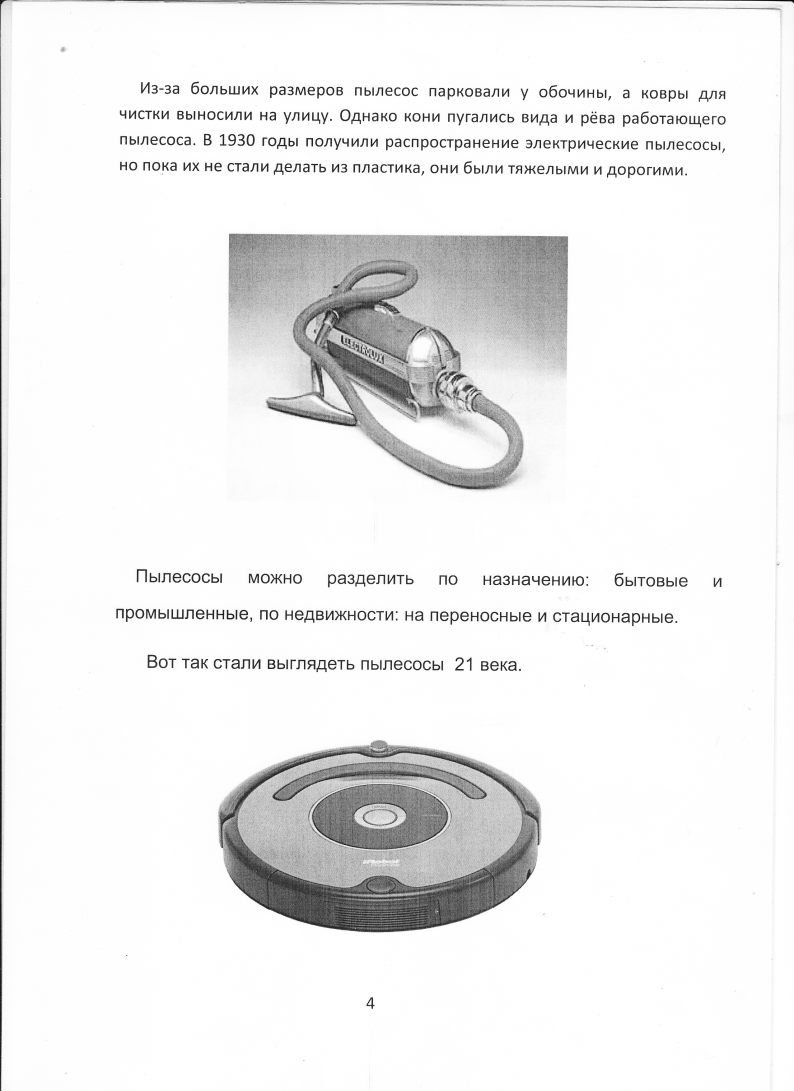 Из-за больших размеров пылесос парковали у обочины, а ковры для
чистки выносили на улицу. Однако кони пугались вида и рёва работающего
пылесоса. В 1930 годы получили распространение электрические пылесосы,
но пока их не стали делать из пластика, они были тяжелыми и дорогими.
ELECTROLUX
Пылесосы можно разделить по назначению: бытовые и
промышленные, по недвижности: на переносные и стационарные.
Вот так стали выглядеть пылесосы 21 века.
iRobot
4